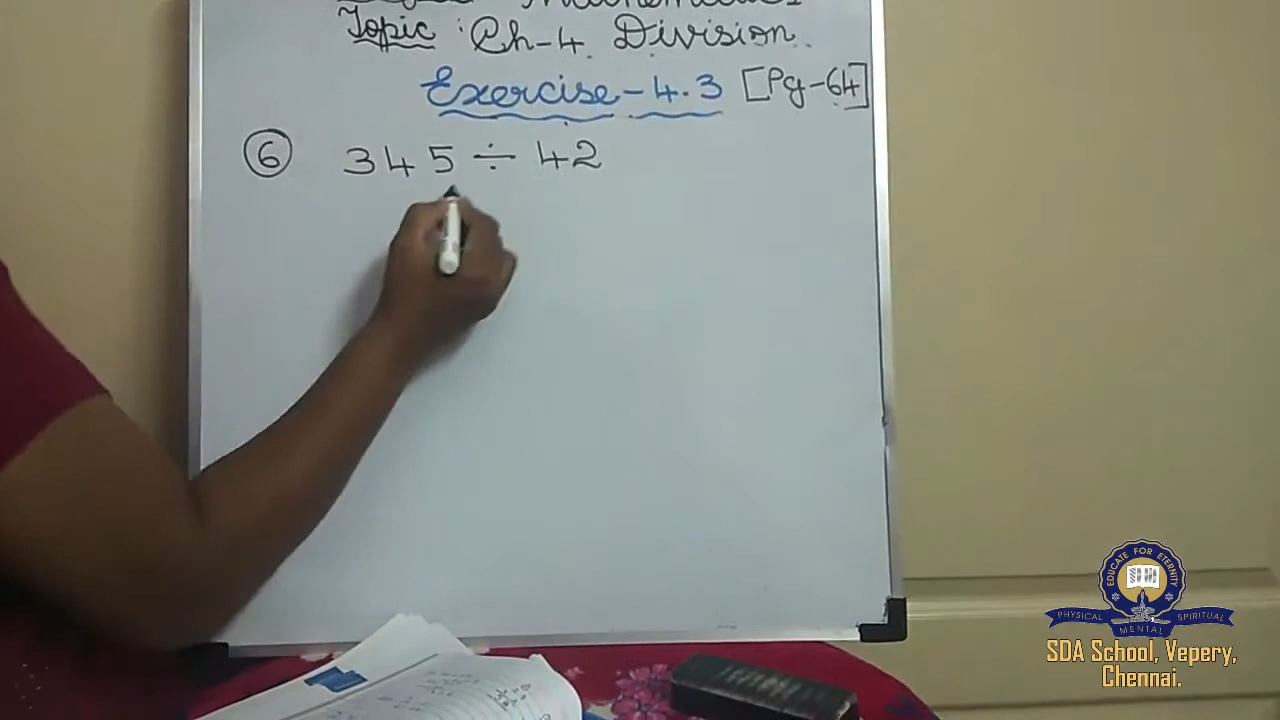 Topic : Ch-4. Division.
Exercise-4.3 [Pg-64]
6 345 ÷ 42
EDUCATE FOR ETERNITY
PHYSICAL MENTAL SPIRITUAL
SDA School, Vepery,
Chennai.